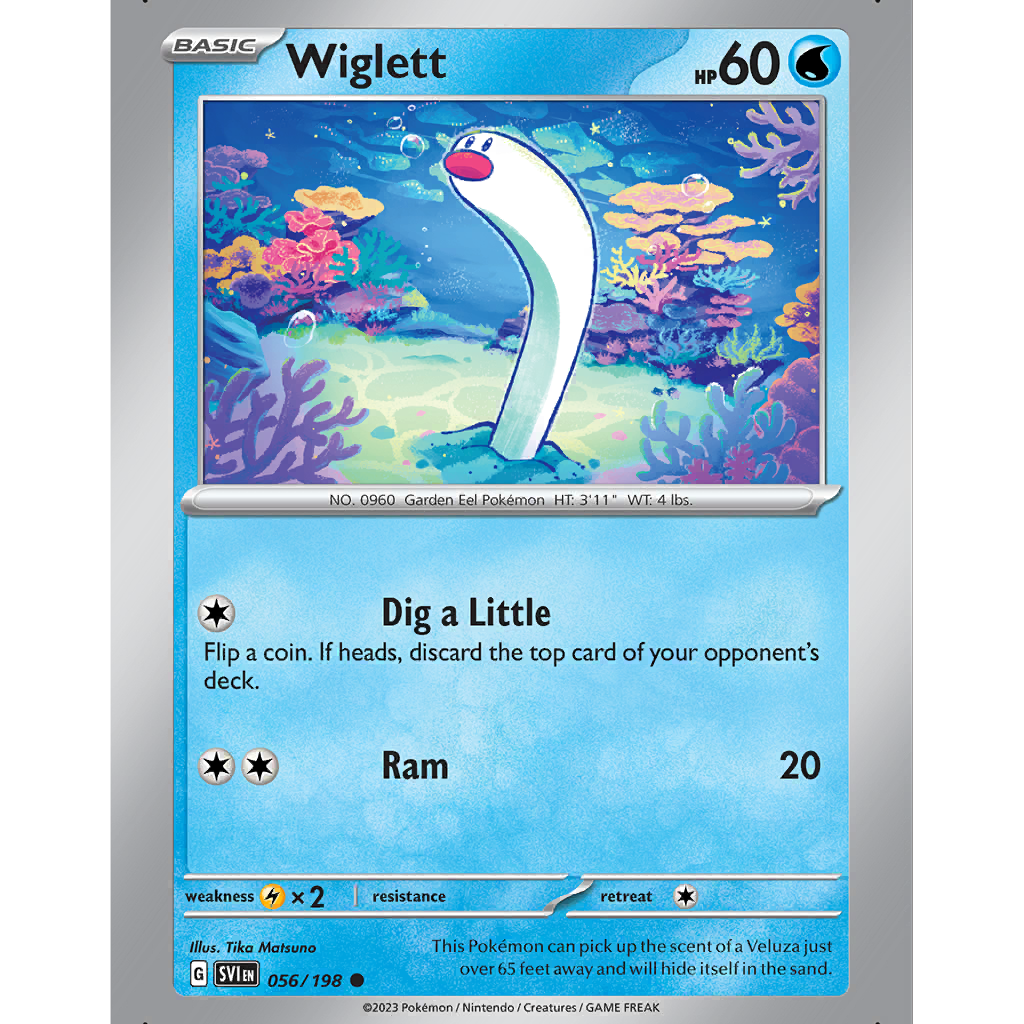 BASIC Wiglett HP 60
NO. 0960 Garden Eel Pokémon HT: 3'11" WT: 4 lbs.
Dig a Little
Flip a coin. If heads, discard the top card of your opponent’s
deck.
Ram 20
weakness ×2 resistance retreat
Illus. Tika Matsuno
This Pokémon can pick up the scent of a Veluza just
over 65 feet away and will hide itself in the sand.
G SVI EN 056/198
©2023 Pokémon / Nintendo / Creatures / GAME FREAK